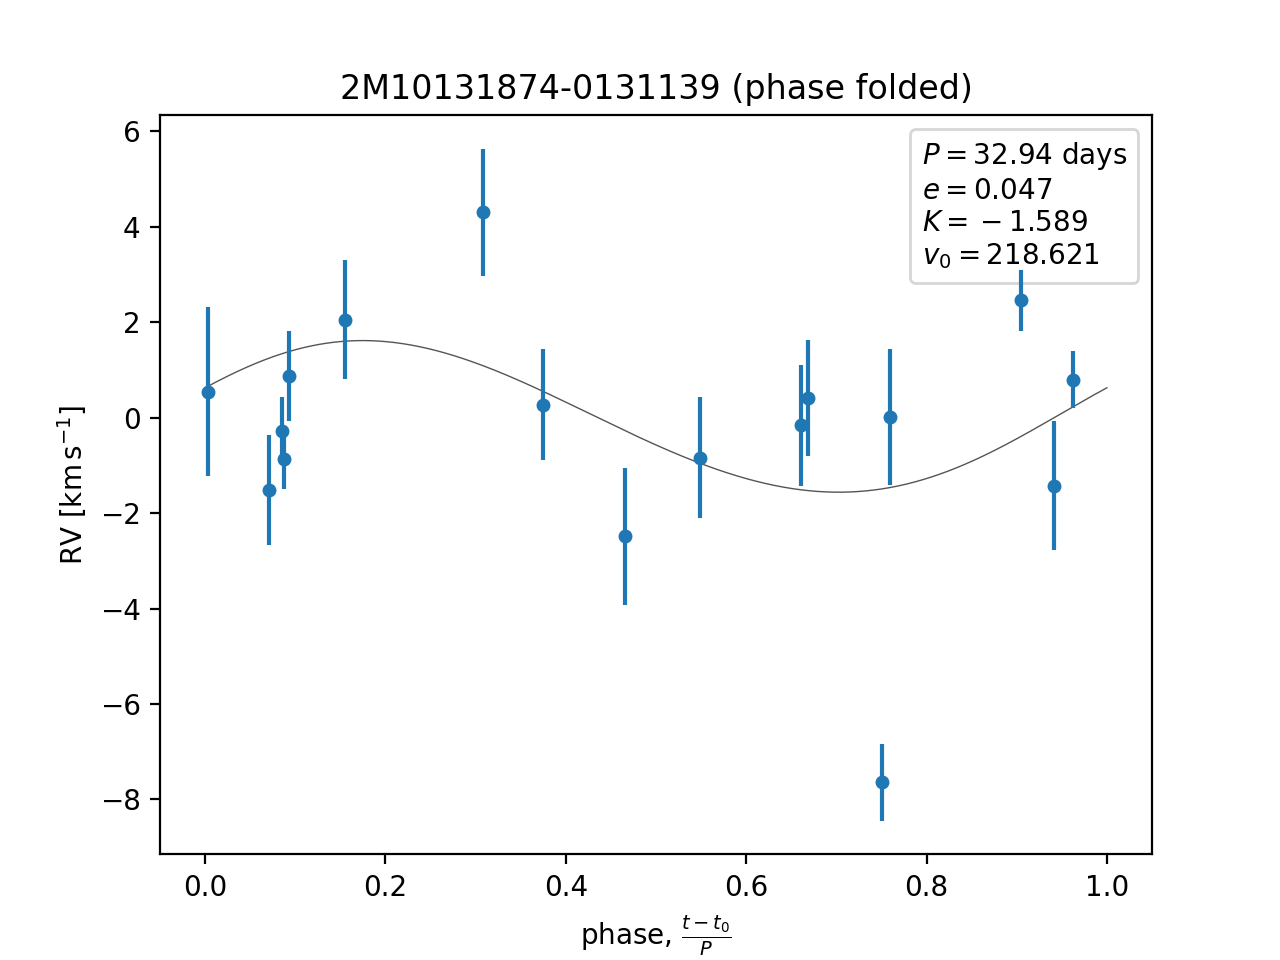 2M10131874-0131139 (phase folded)
P = 32.94 days
e = 0.047
K = −1.589
v₀ = 218.621
RV [km s⁻¹]
6
4
2
0
−2
−4
−6
−8
0.0 0.2 0.4 0.6 0.8 1.0
phase, (t − t₀)/P